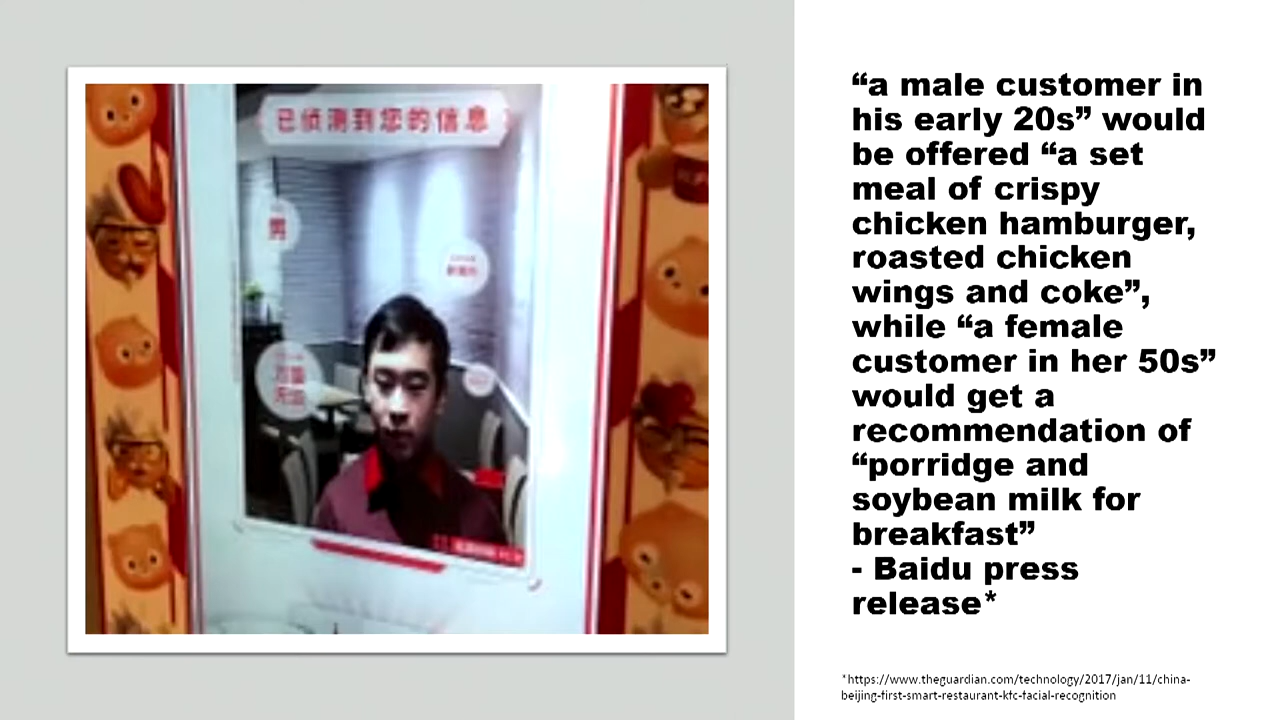 已侦测到您的信息
男
“a male customer in
his early 20s” would
be offered “a set
meal of crispy
chicken hamburger,
roasted chicken
wings and coke”,
while “a female
customer in her 50s”
would get a
recommendation of
“porridge and
soybean milk for
breakfast”
- Baidu press
release*
*https://www.theguardian.com/technology/2017/jan/11/china-
beijing-first-smart-restaurant-kfc-facial-recognition